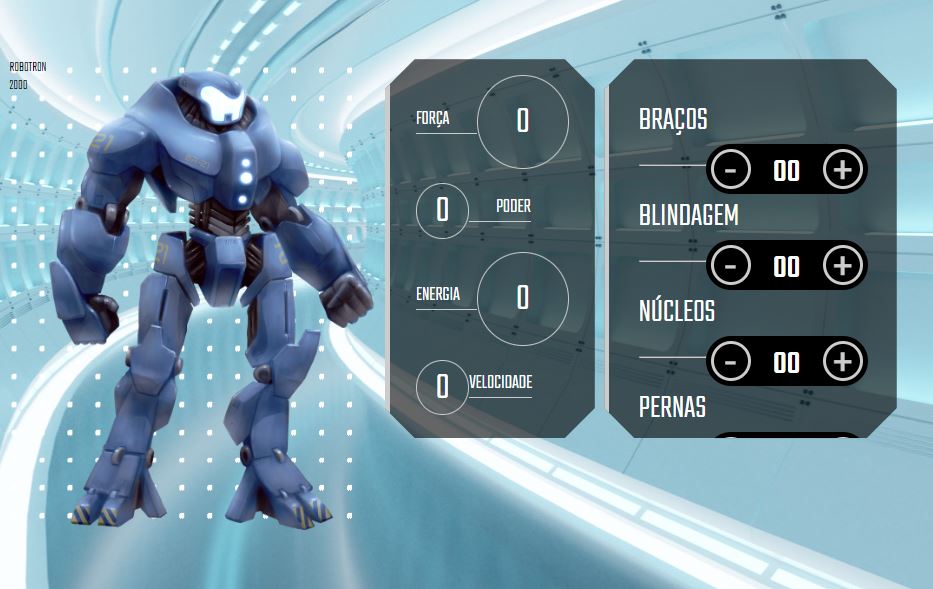 ROBOTRON
2000
FORÇA
0
0
PODER
ENERGIA
0
0
VELOCIDADE
BRAÇOS
- 00 +
BLINDAGEM
- 00 +
NÚCLEOS
- 00 +
PERNAS